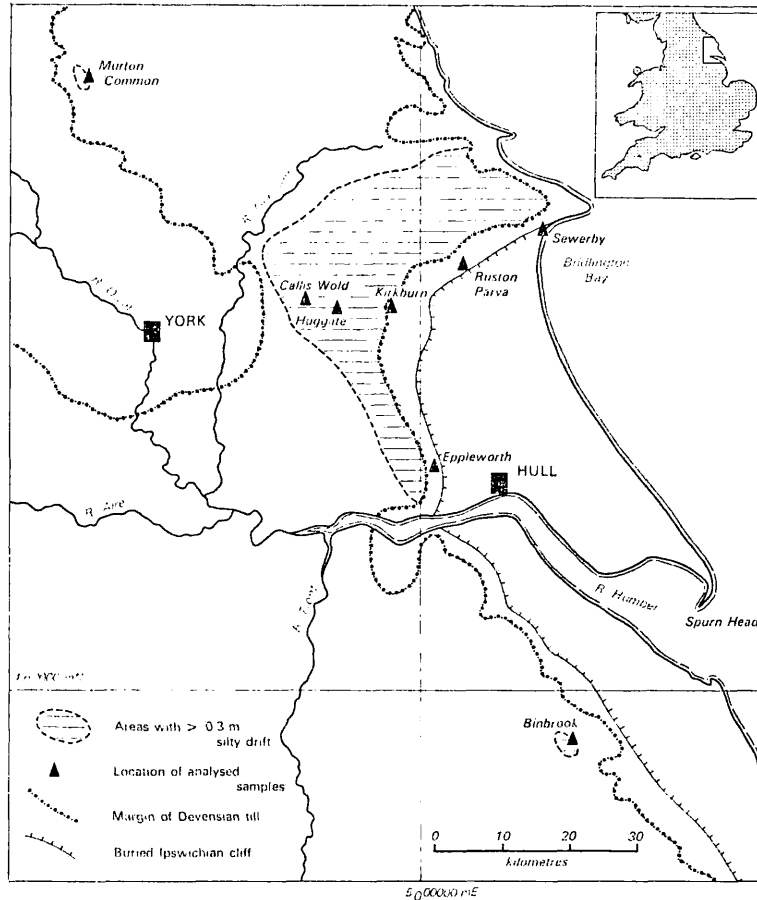 Murton
Common
Sewerby
Bridlington
Bay
Callis Wold
Kirkburn
Ruston
Parva
Huggate
YORK
Eppleworth
HULL
R. Aire
R. Humber
Spurn Head
Areas with > 0.3 m
silty drift
Binbrook
Location of analysed
samples
Margin of Devensian till
Buried Ipswichian cliff
0 10 20 30
kilometres
5 00000 mE